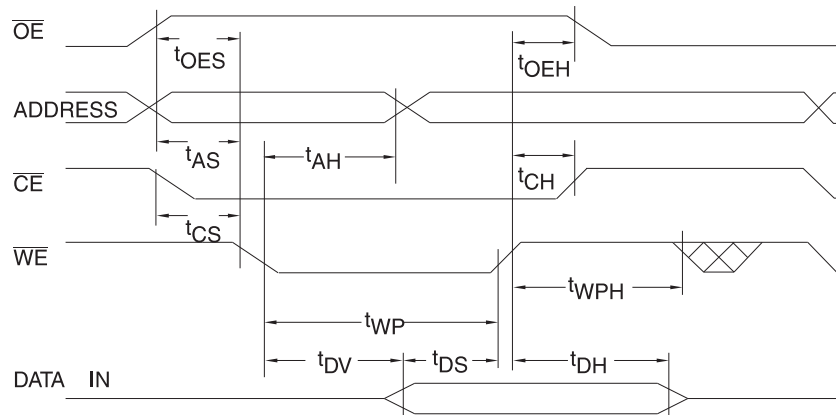 OE
tOES
tOEH
ADDRESS
tAS
tAH
CE
tCH
tCS
WE
tWPH
tWP
tDV
tDS
tDH
DATA IN